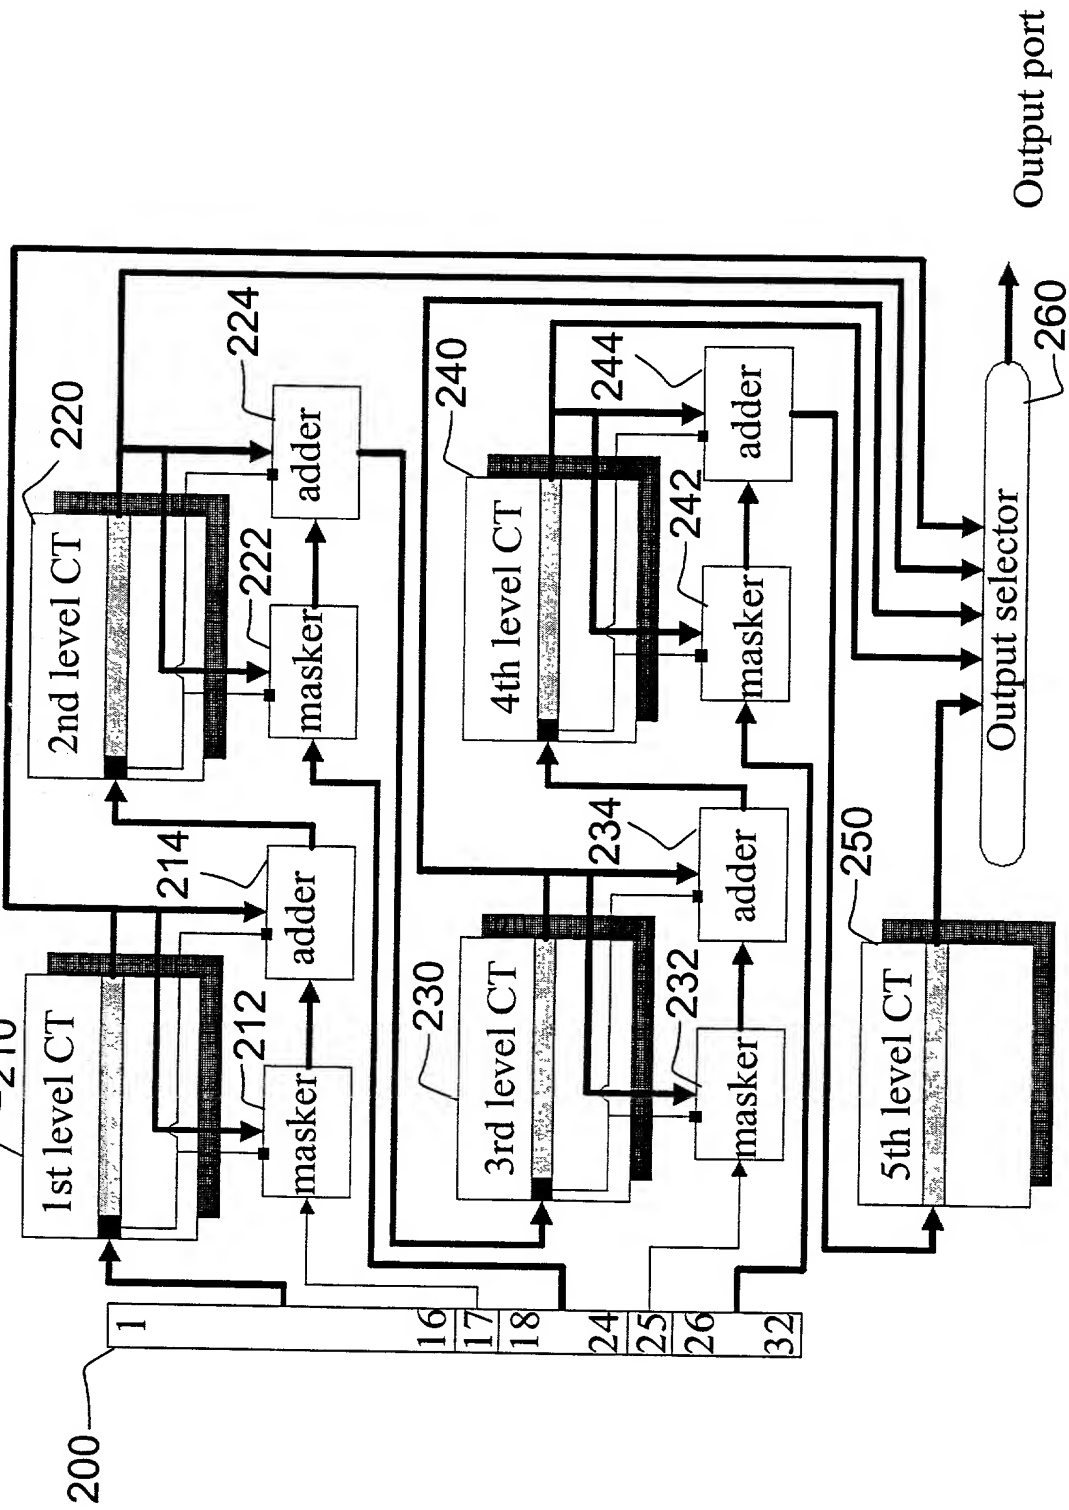 200
1
16
17
18
24
25
26
32
210
1st level CT
212
masker
214
adder
220
2nd level CT
222
masker
224
adder
230
3rd level CT
232
masker
234
adder
240
4th level CT
242
masker
244
adder
250
5th level CT
Output selector
260
Output port